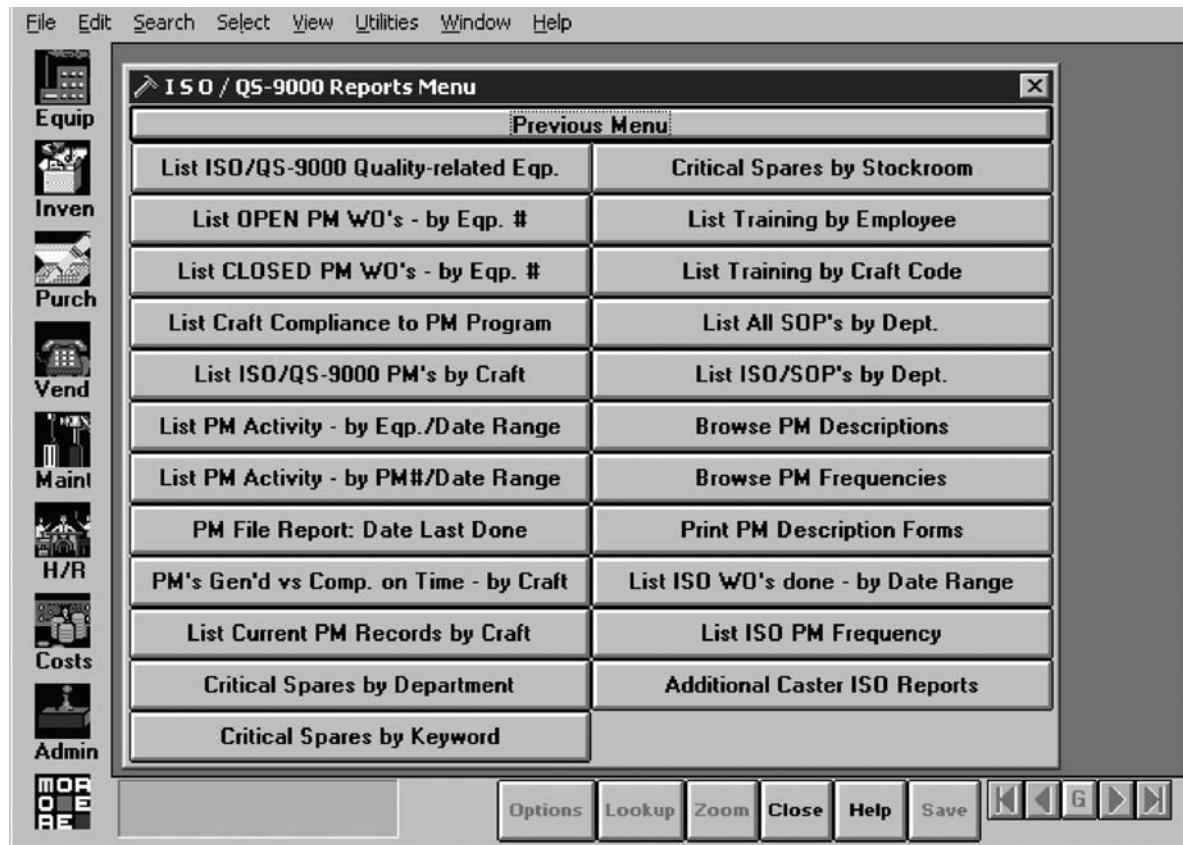 File Edit Search Select View Utilities Window Help
Equip
Inven
Purch
Vend
Maint
H/R
Costs
Admin
I S O / QS-9000 Reports Menu
Previous Menu
List ISO/QS-9000 Quality-related Eqp.
List OPEN PM WO's - by Eqp. #
List CLOSED PM WO's - by Eqp. #
List Craft Compliance to PM Program
List ISO/QS-9000 PM's by Craft
List PM Activity - by Eqp./Date Range
List PM Activity - by PM#/Date Range
PM File Report: Date Last Done
PM's Gen'd vs Comp. on Time - by Craft
List Current PM Records by Craft
Critical Spares by Department
Critical Spares by Keyword
Critical Spares by Stockroom
List Training by Employee
List Training by Craft Code
List All SOP's by Dept.
List ISO/SOP's by Dept.
Browse PM Descriptions
Browse PM Frequencies
Print PM Description Forms
List ISO WO's done - by Date Range
List ISO PM Frequency
Additional Caster ISO Reports
Options Lookup Zoom Close Help Save G